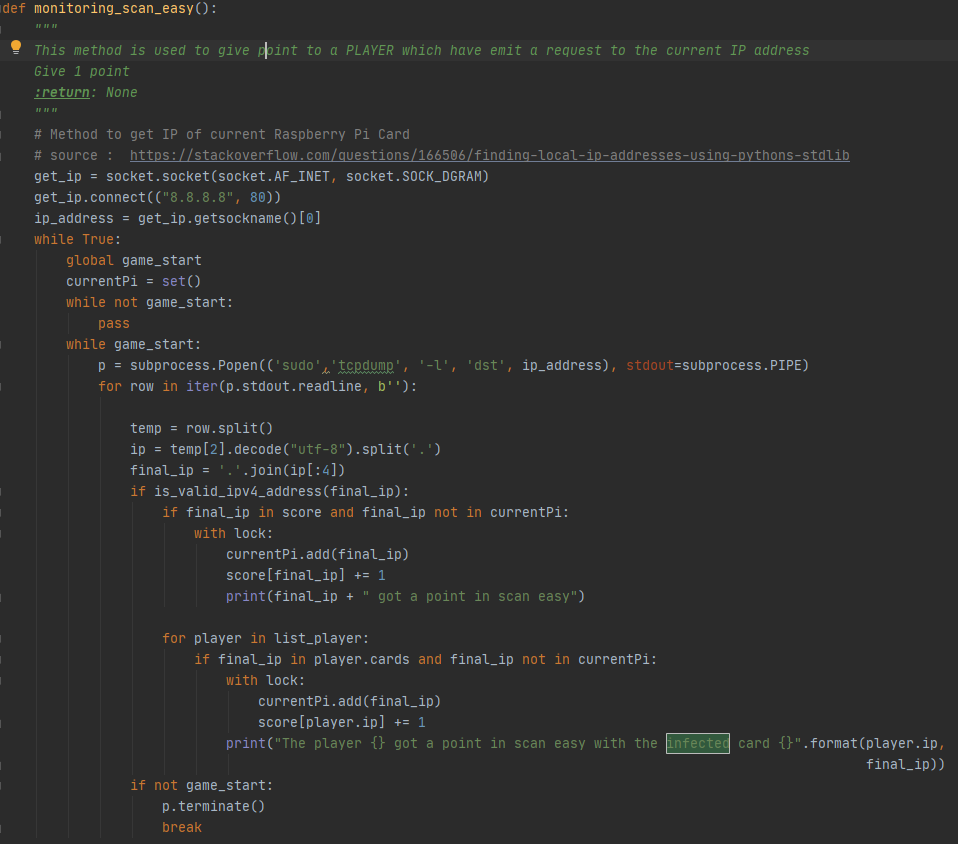 def monitoring_scan_easy():
"""
This method is used to give point to a PLAYER which have emit a request to the current IP address
Give 1 point
:return: None
"""
# Method to get IP of current Raspberry Pi Card
# source :  https://stackoverflow.com/questions/166506/finding-local-ip-addresses-using-pythons-stdlib
get_ip = socket.socket(socket.AF_INET, socket.SOCK_DGRAM)
get_ip.connect(("8.8.8.8", 80))
ip_address = get_ip.getsockname()[0]
while True:
global game_start
currentPi = set()
while not game_start:
pass
while game_start:
p = subprocess.Popen(('sudo','tcpdump', '-l', 'dst', ip_address), stdout=subprocess.PIPE)
for row in iter(p.stdout.readline, b''):
temp = row.split()
ip = temp[2].decode("utf-8").split('.')
final_ip = '.'.join(ip[:4])
if is_valid_ipv4_address(final_ip):
if final_ip in score and final_ip not in currentPi:
with lock:
currentPi.add(final_ip)
score[final_ip] += 1
print(final_ip + " got a point in scan easy")
for player in list_player:
if final_ip in player.cards and final_ip not in currentPi:
with lock:
currentPi.add(final_ip)
score[player.ip] += 1
print("The player {} got a point in scan easy with the infected card {}".format(player.ip,
final_ip))
if not game_start:
p.terminate()
break